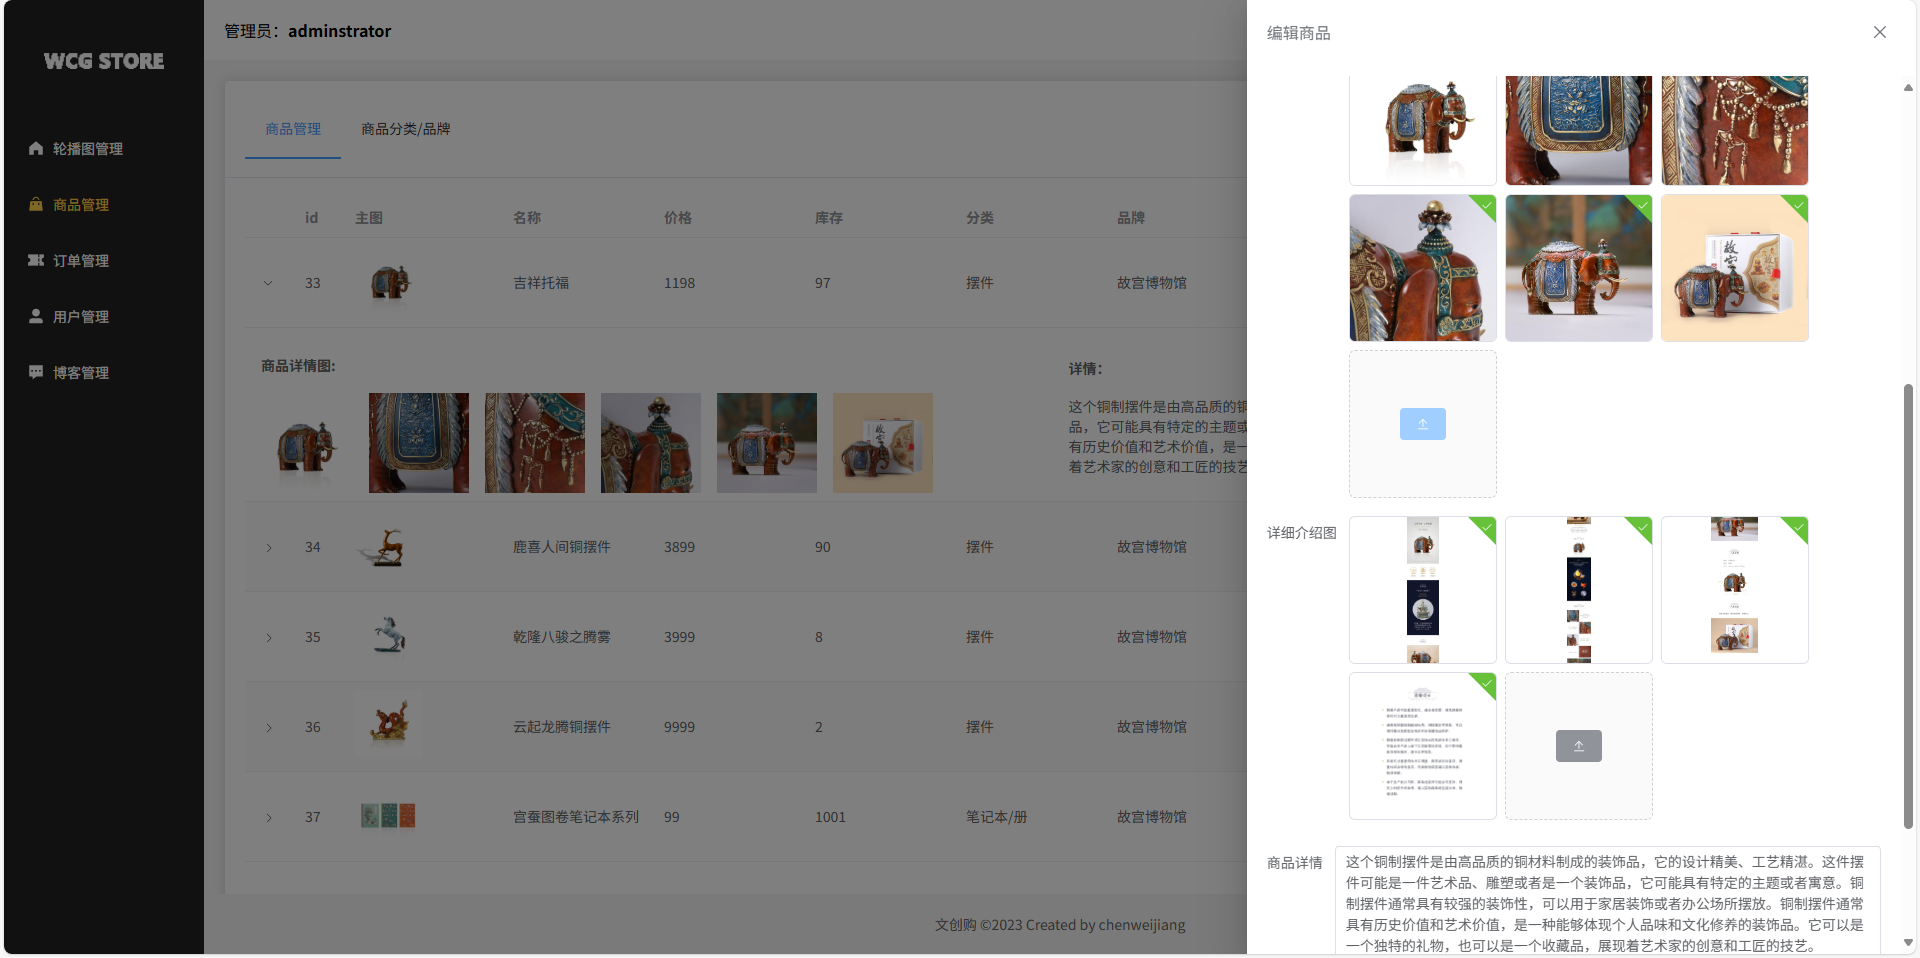 WCG STORE
轮播图管理
商品管理
订单管理
用户管理
博客管理
管理员：adminstrator
商品管理 商品分类/品牌
id 主图 名称 价格 库存 分类 品牌
33 吉祥托福 1198 97 摆件 故宫博物馆
商品详情图:
详情：
这个铜制摆件是由高品质的铜
品，它可能具有特定的主题或
有历史价值和艺术价值，是一
着艺术家的创意和工匠的技艺
34 鹿喜人间铜摆件 3899 90 摆件 故宫博物馆
35 乾隆八骏之腾雾 3999 8 摆件 故宫博物馆
36 云起龙腾铜摆件 9999 2 摆件 故宫博物馆
37 宫蚕图卷笔记本系列 99 1001 笔记本/册 故宫博物馆
文创购 ©2023 Created by chenweijiang
编辑商品
故宫
详细介绍图
商品详情
这个铜制摆件是由高品质的铜材料制成的装饰品，它的设计精美、工艺精湛。这件摆
件可能是一件艺术品、雕塑或者是一个装饰品，它可能具有特定的主题或者寓意。铜
制摆件通常具有较强的装饰性，可以用于家居装饰或者办公场所摆放。铜制摆件通常
具有历史价值和艺术价值，是一种能够体现个人品味和文化修养的装饰品。它可以是
一个独特的礼物，也可以是一个收藏品，展现着艺术家的创意和工匠的技艺。